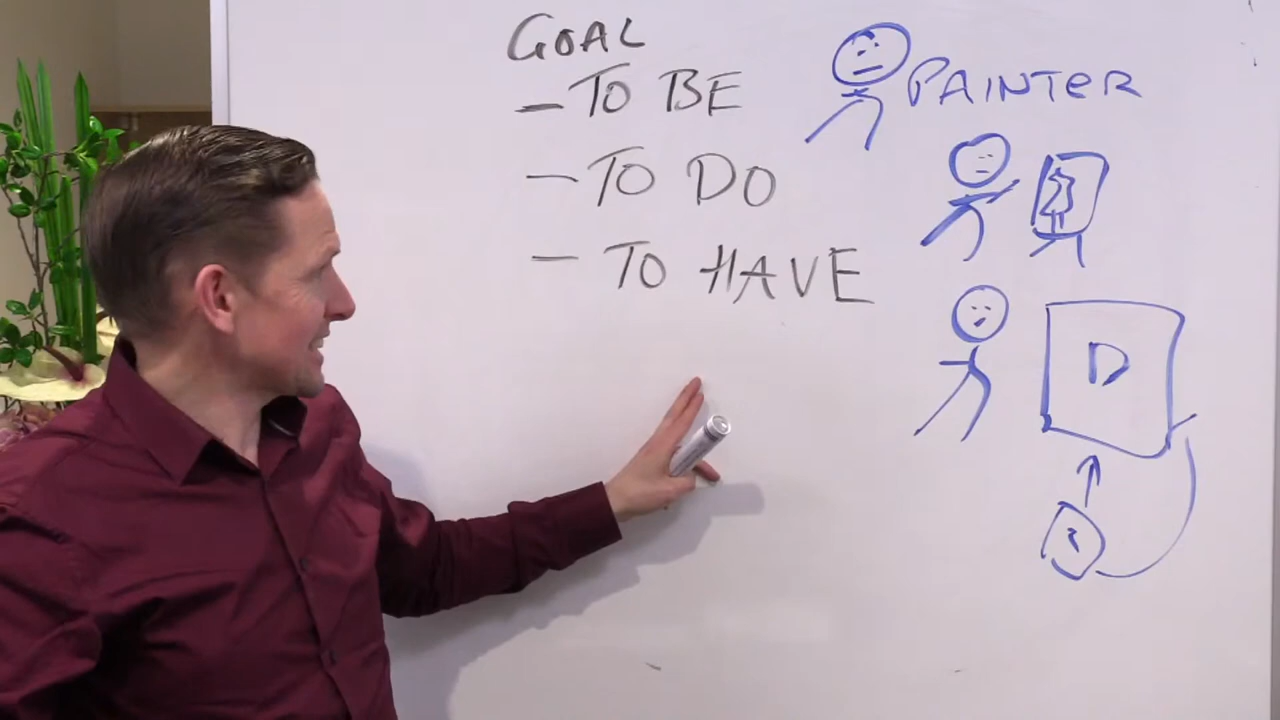 GOAL
- TO BE
PAINTER
- TO DO
- TO HAVE
D